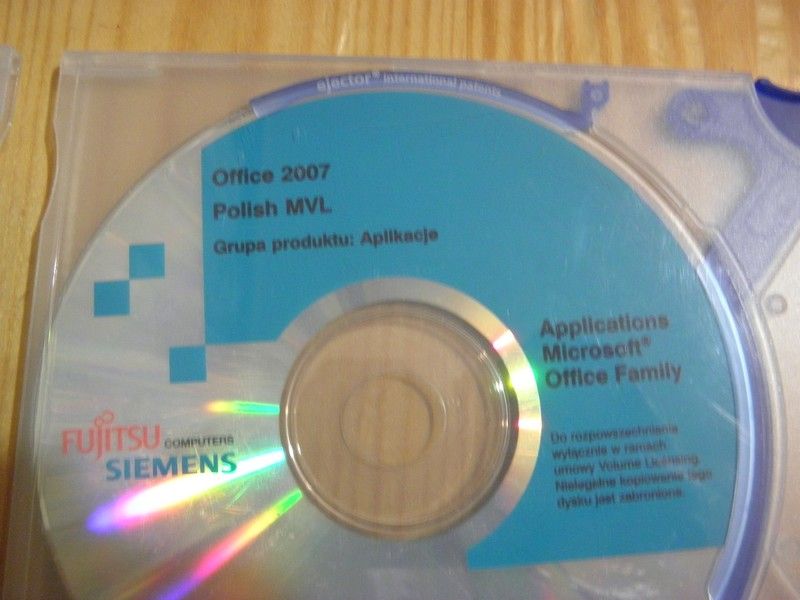 ejector® international patents
Office 2007
Polish MVL
Grupa produktu: Aplikacje
Applications
Microsoft®
Office Family
FUJITSU COMPUTERS
SIEMENS
Do rozpowszechniania
wyłącznie w ramach
umowy Volume Licensing.
Nielegalne kopiowanie tego
dysku jest zabronione.